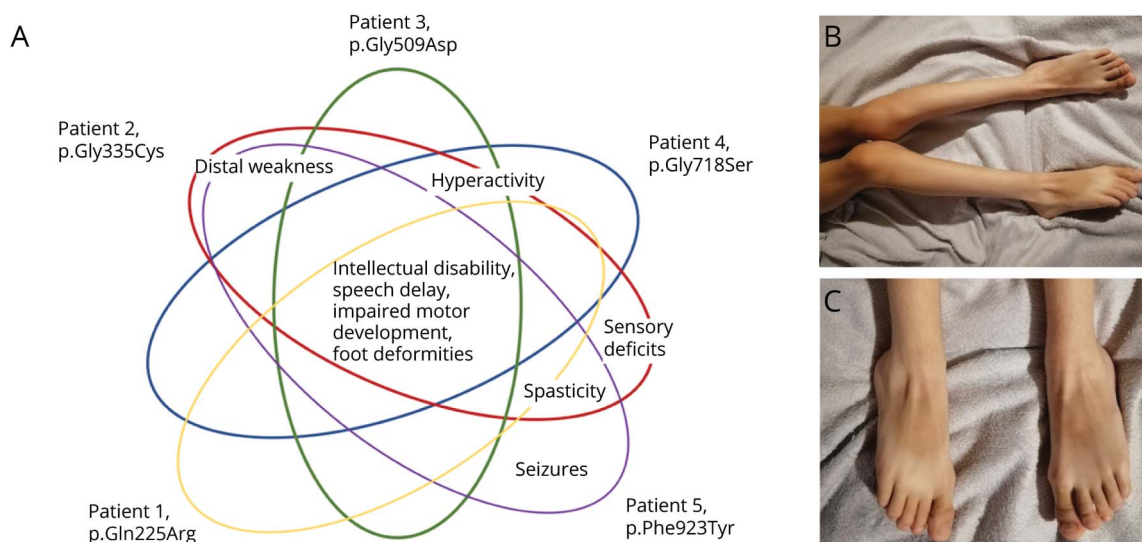 A
Patient 3,
p.Gly509Asp
B
Patient 2,
p.Gly335Cys
Patient 4,
p.Gly718Ser
Distal weakness
Hyperactivity
Intellectual disability,
speech delay,
impaired motor
development,
foot deformities
Sensory
deficits
Spasticity
Seizures
Patient 1,
p.Gln225Arg
Patient 5,
p.Phe923Tyr
C